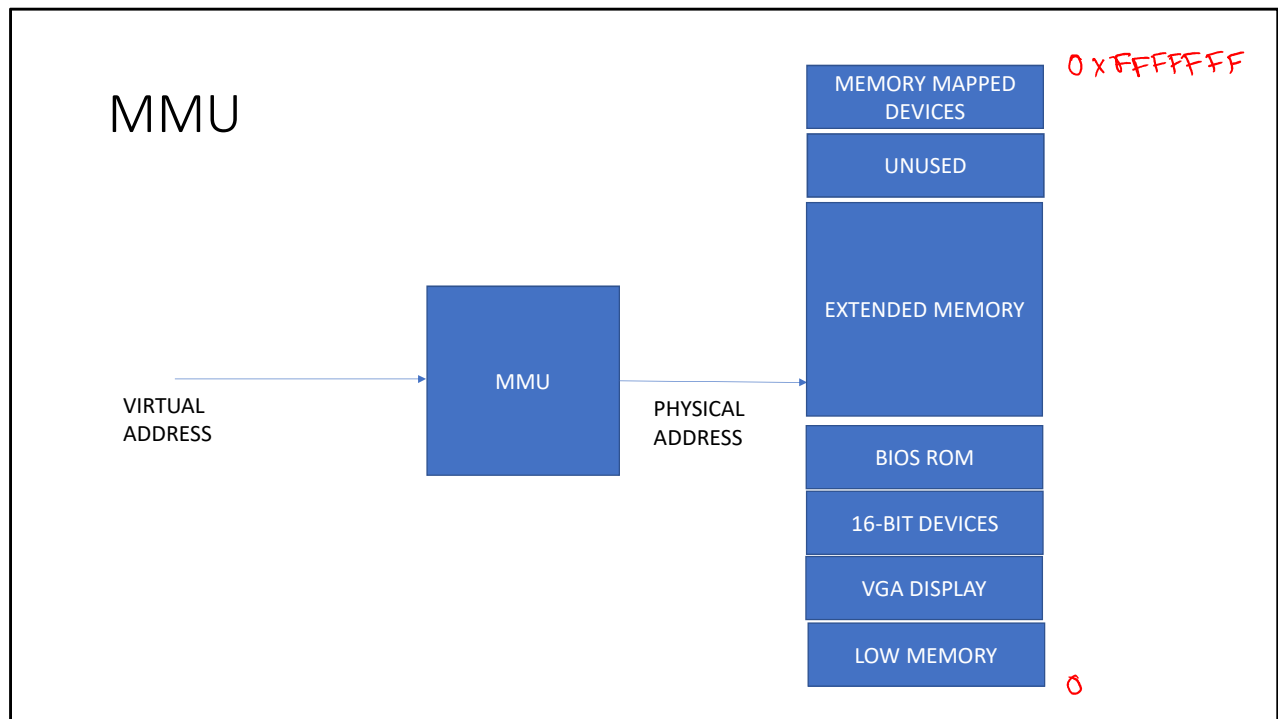 MMU
0xFFFFFFF
MEMORY MAPPED
DEVICES
UNUSED
EXTENDED MEMORY
MMU
VIRTUAL
ADDRESS
PHYSICAL
ADDRESS
BIOS ROM
16-BIT DEVICES
VGA DISPLAY
LOW MEMORY
0